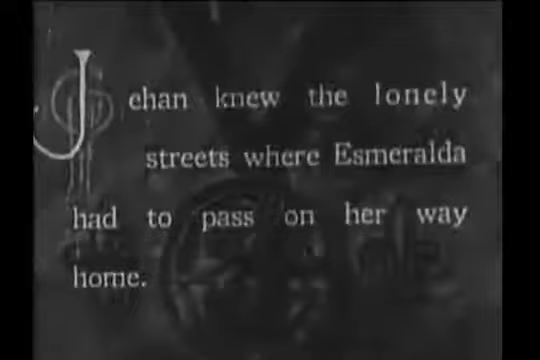 Jehan knew the lonely
streets where Esmeralda
had to pass on her way
home.